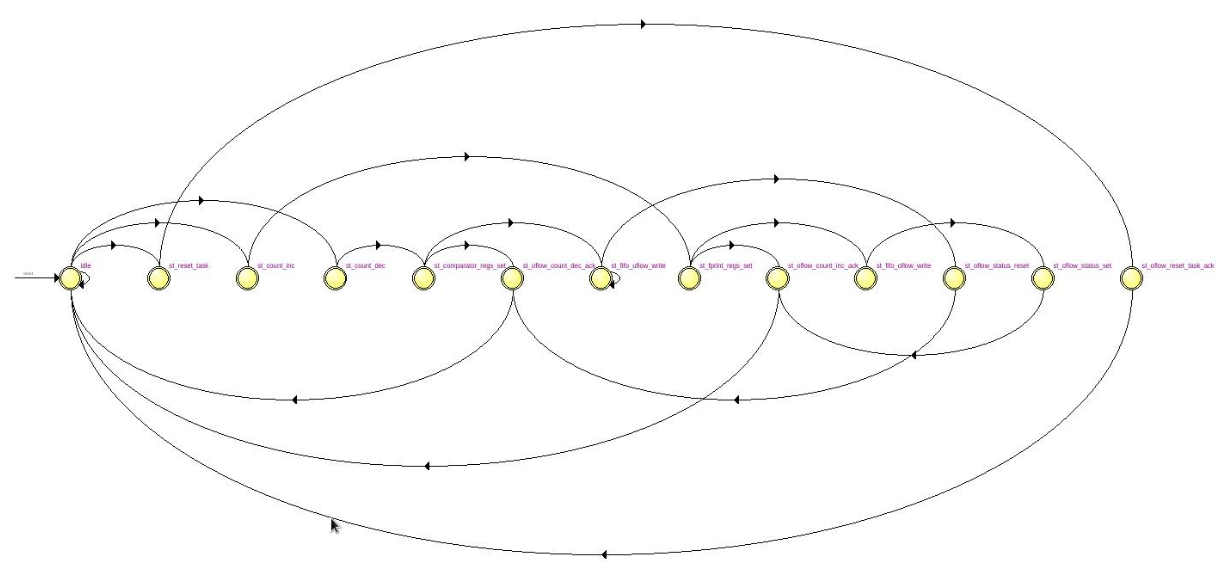 reset
idle
st_reset_task
st_count_inc
st_count_dec
st_comparator_regs_set
st_oflow_count_dec_ack
st_fifo_uflow_write
st_fprint_regs_set
st_oflow_count_inc_ack
st_fifo_oflow_write
st_oflow_status_reset
st_oflow_status_set
st_oflow_reset_task_ack